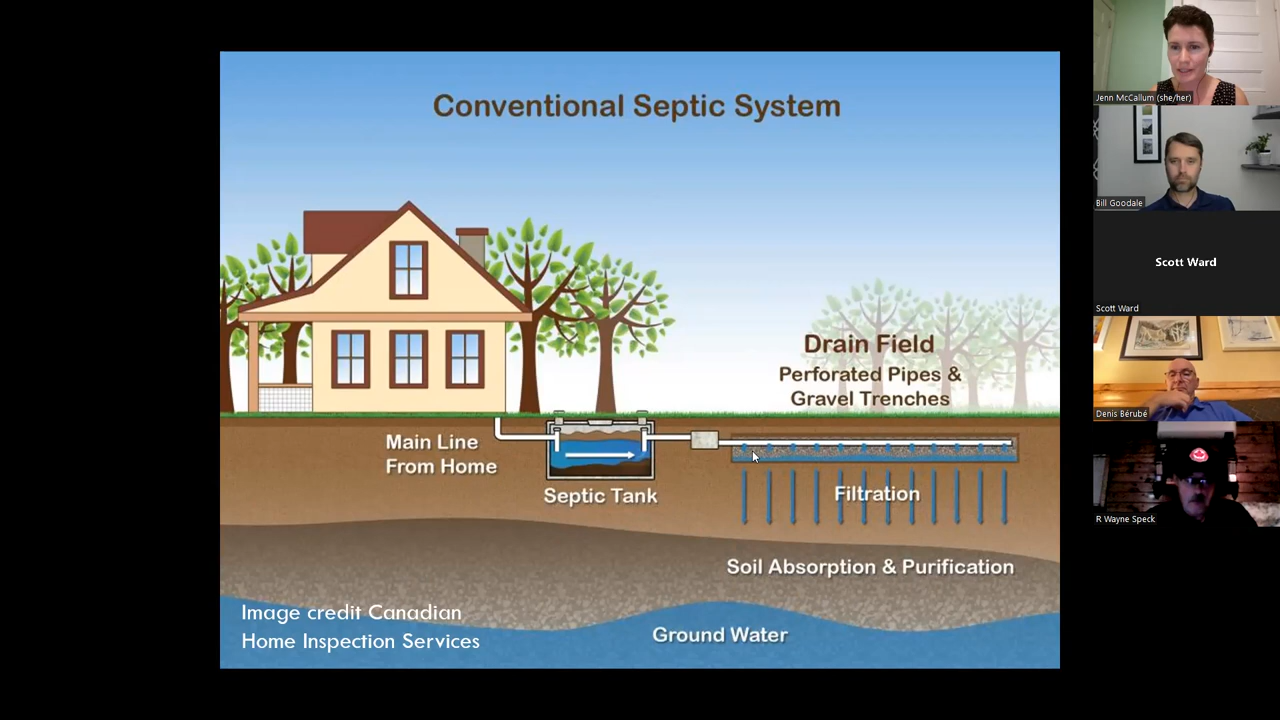 Conventional Septic System
Drain Field
Perforated Pipes &
Gravel Trenches
Main Line
From Home
Septic Tank
Filtration
Soil Absorption & Purification
Ground Water
Image credit Canadian
Home Inspection Services
Jenn McCallum (she/her)
Bill Goodale
Scott Ward
Scott Ward
Denis Bérubé
R Wayne Speck